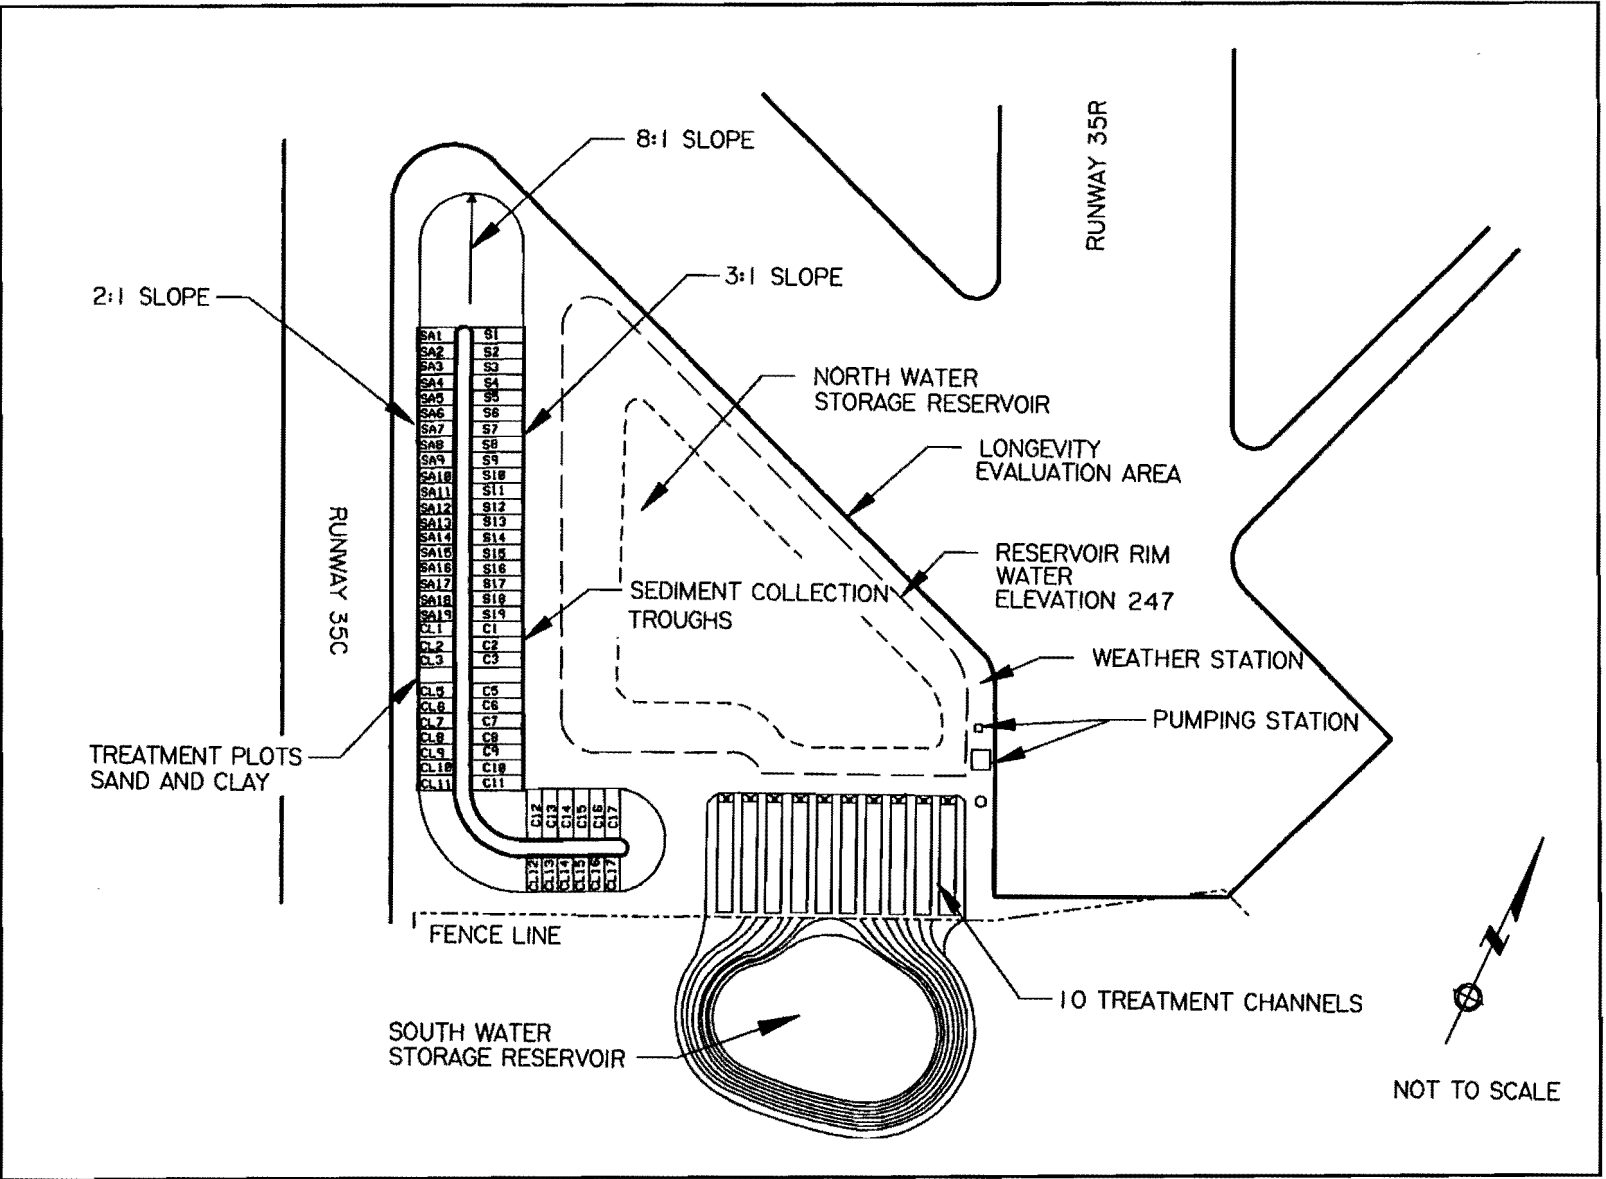 8:1 SLOPE
RUNWAY 35R
2:1 SLOPE
3:1 SLOPE
SA1 S1
SA2 S2
SA3 S3
SA4 S4
SA5 S5
SA6 S6
SA7 S7
SA8 S8
SA9 S9
SA10 S10
SA11 S11
SA12 S12
SA13 S13
SA14 S14
SA15 S15
SA16 S16
SA17 S17
SA18 S18
SA19 S19
CL1 C1
CL2 C2
CL3 C3
CL5 C5
CL6 C6
CL7 C7
CL8 C8
CL9 C9
CL10 C10
CL11 C11
C12 C13 C14 C15 C16 C17
CL12 CL13 CL14 CL15 CL16 CL17
NORTH WATER
STORAGE RESERVOIR
LONGEVITY
EVALUATION AREA
RUNWAY 35C
RESERVOIR RIM
WATER
ELEVATION 247
SEDIMENT COLLECTION
TROUGHS
WEATHER STATION
PUMPING STATION
TREATMENT PLOTS
SAND AND CLAY
FENCE LINE
10 TREATMENT CHANNELS
SOUTH WATER
STORAGE RESERVOIR
N
NOT TO SCALE